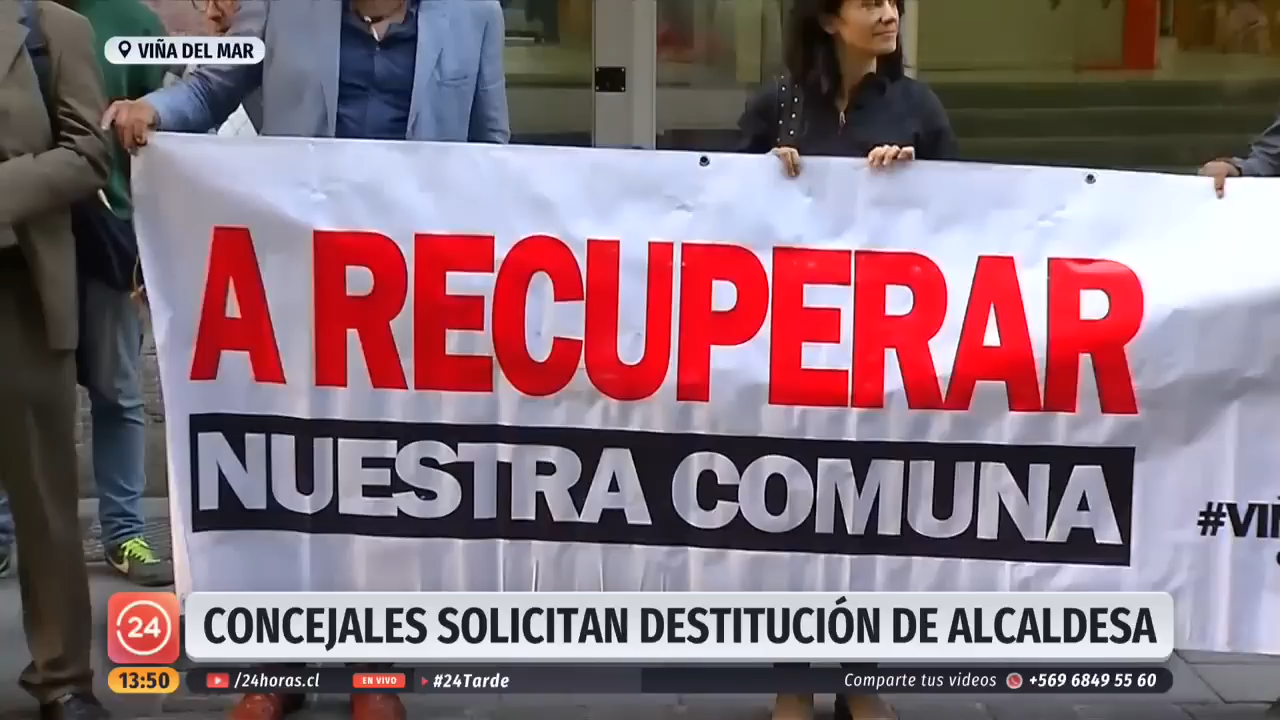 VIÑA DEL MAR
A RECUPERAR
NUESTRA COMUNA
24
CONCEJALES SOLICITAN DESTITUCIÓN DE ALCALDESA
13:50
/24horas.cl
EN VIVO
#24Tarde
Comparte tus videos
+569 6849 55 60